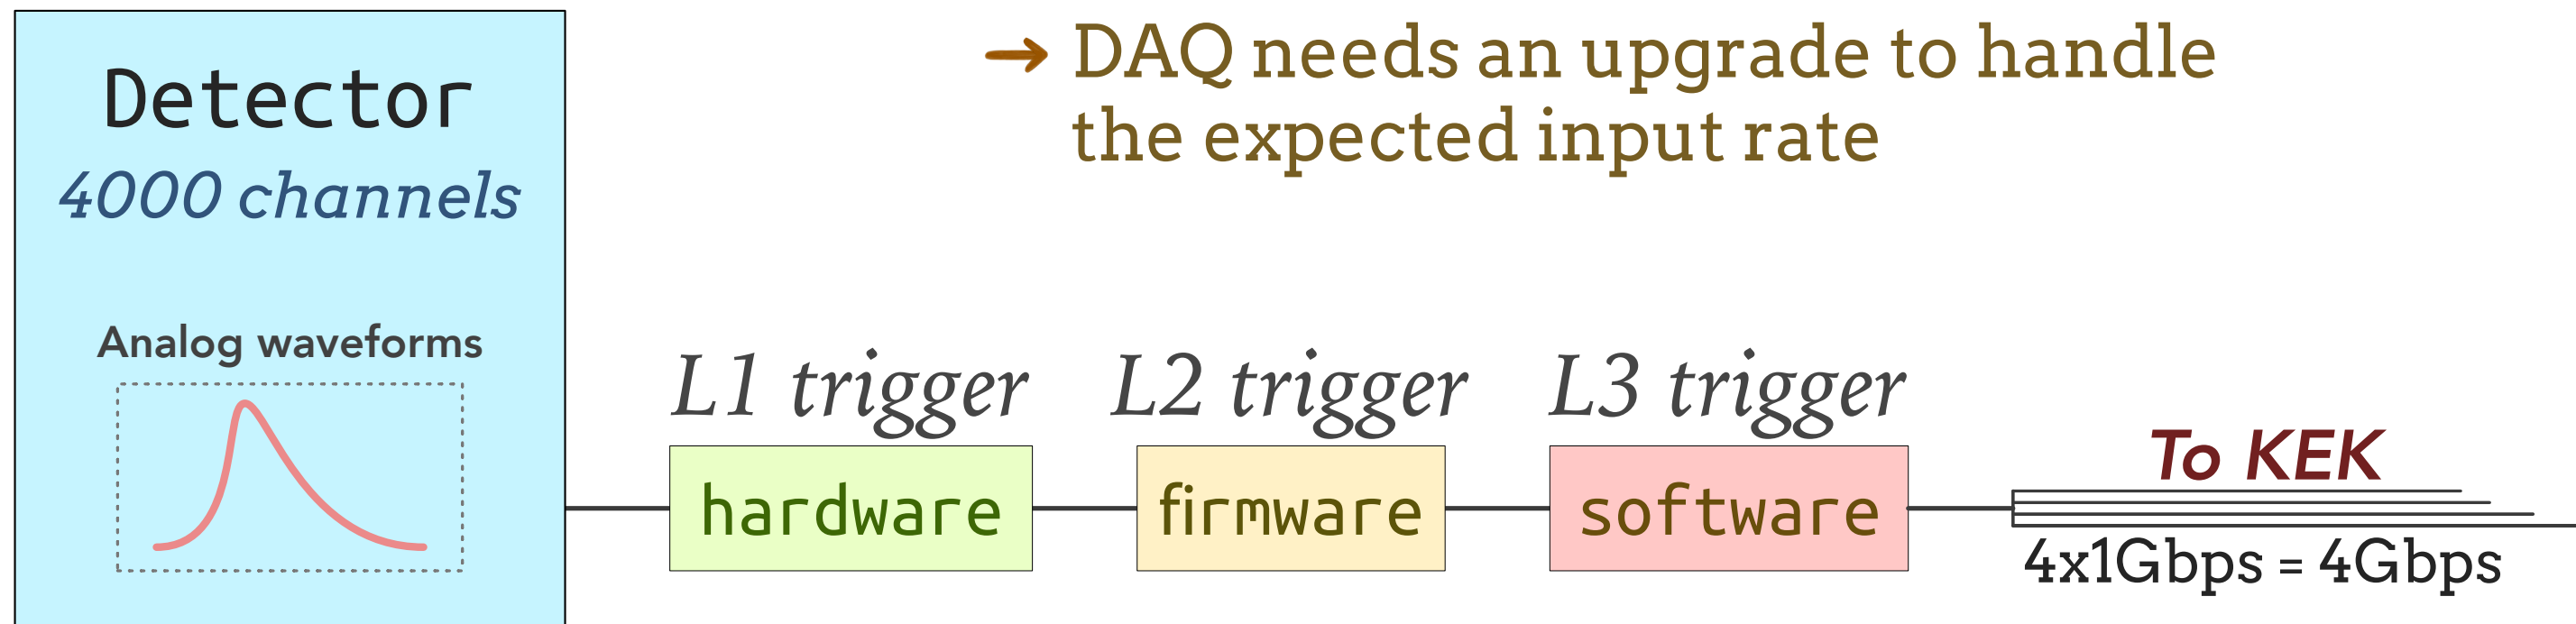 Detector
4000 channels
Analog waveforms
→ DAQ needs an upgrade to handle
the expected input rate
L1 trigger
hardware
L2 trigger
firmware
L3 trigger
software
To KEK
4x1Gbps = 4Gbps